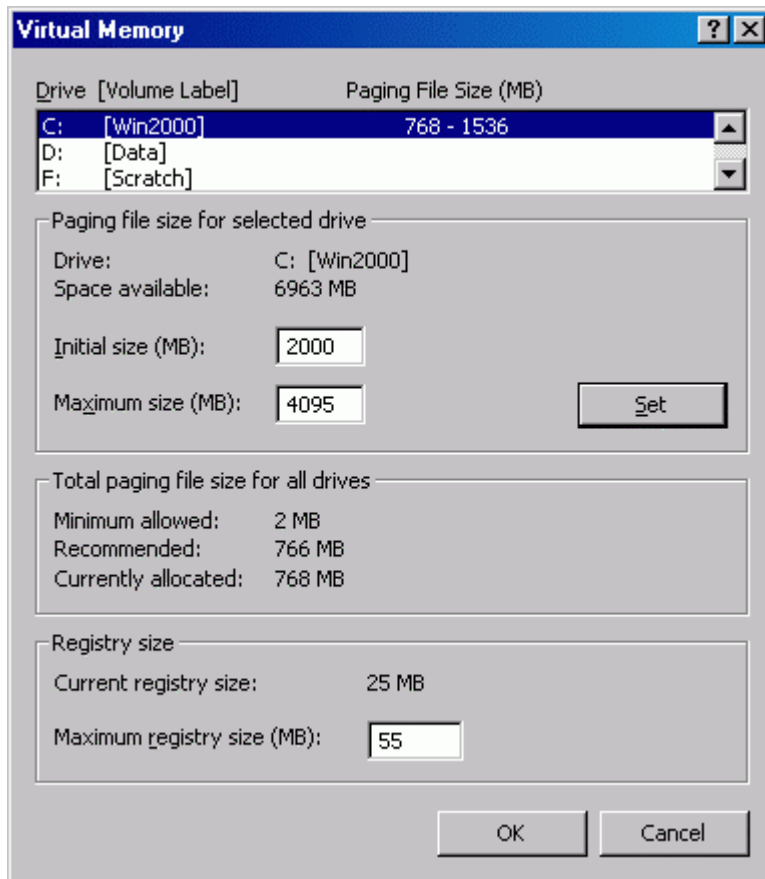 Virtual Memory
Drive [Volume Label] Paging File Size (MB)
C: [Win2000] 768 - 1536
D: [Data]
F: [Scratch]
Paging file size for selected drive
Drive: C: [Win2000]
Space available: 6963 MB
Initial size (MB): 2000
Maximum size (MB): 4095
Set
Total paging file size for all drives
Minimum allowed: 2 MB
Recommended: 766 MB
Currently allocated: 768 MB
Registry size
Current registry size: 25 MB
Maximum registry size (MB): 55
OK Cancel